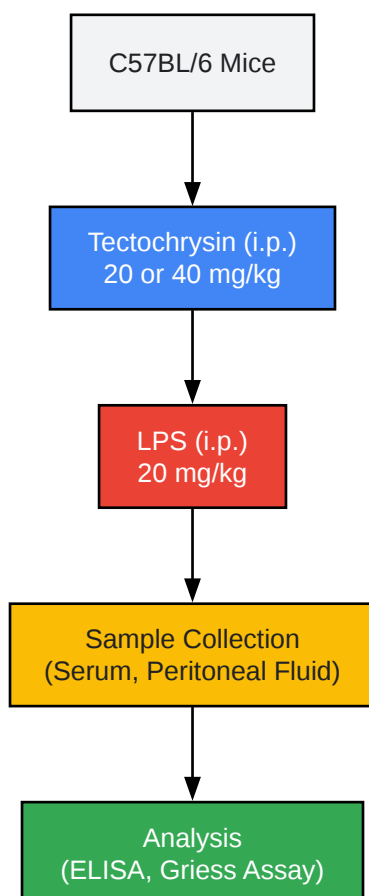 C57BL/6 Mice
Tectochrysin (i.p.)
20 or 40 mg/kg
LPS (i.p.)
20 mg/kg
Sample Collection
(Serum, Peritoneal Fluid)
Analysis
(ELISA, Griess Assay)